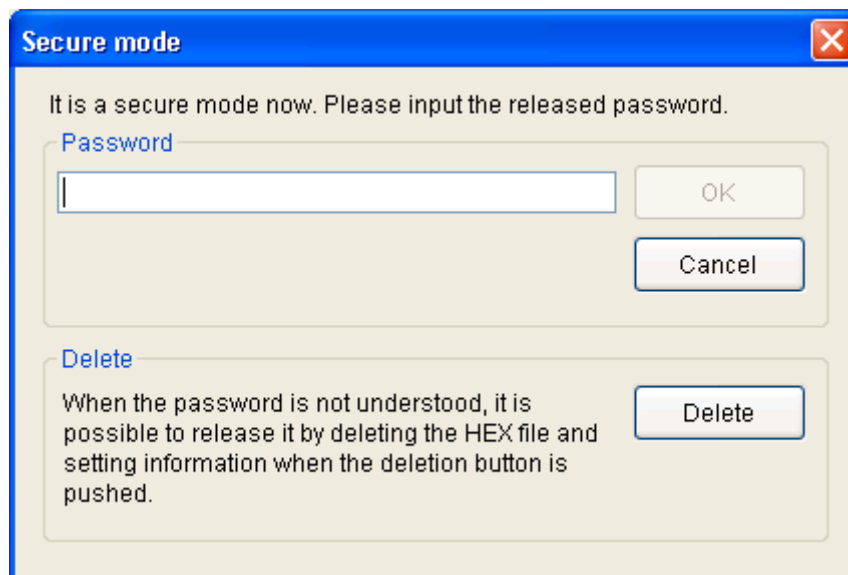 Secure mode
It is a secure mode now. Please input the released password.
Password
OK
Cancel
Delete
When the password is not understood, it is
possible to release it by deleting the HEX file and
setting information when the deletion button is
pushed.
Delete